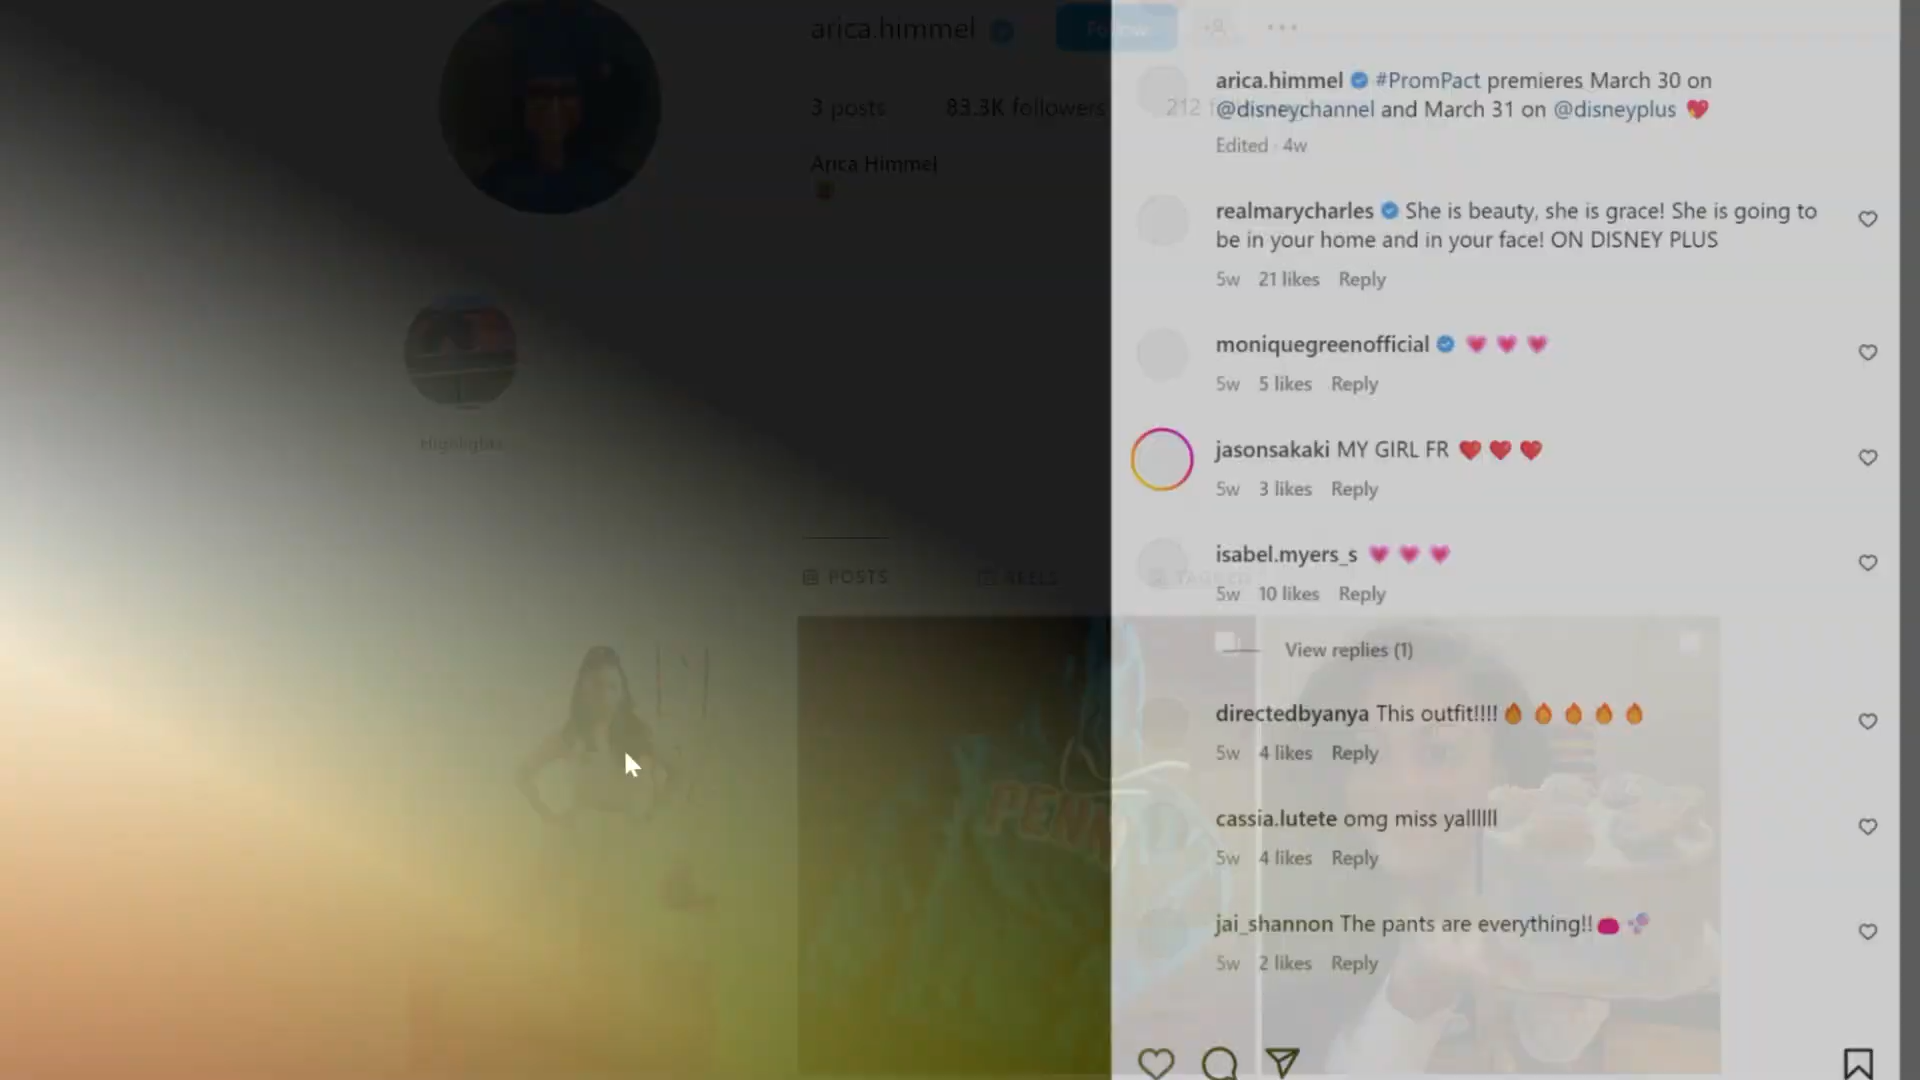 arica.himmel
Follow
3 posts 83.3K followers 212
Arica Himmel
Highlights
POSTS REELS TAGGED
arica.himmel #PromPact premieres March 30 on
@disneychannel and March 31 on @disneyplus 💖
Edited · 4w
realmarycharles She is beauty, she is grace! She is going to
be in your home and in your face! ON DISNEY PLUS
5w 21 likes Reply
moniquegreenofficial 💗 💗 💗
5w 5 likes Reply
jasonsakaki MY GIRL FR ❤️ ❤️ ❤️
5w 3 likes Reply
isabel.myers_s 💗 💗 💗
5w 10 likes Reply
View replies (1)
directedbyanya This outfit!!!! 🔥 🔥 🔥 🔥 🔥
5w 4 likes Reply
cassia.lutete omg miss yallllll
5w 4 likes Reply
jai_shannon The pants are everything!! 👛 🫧
5w 2 likes Reply